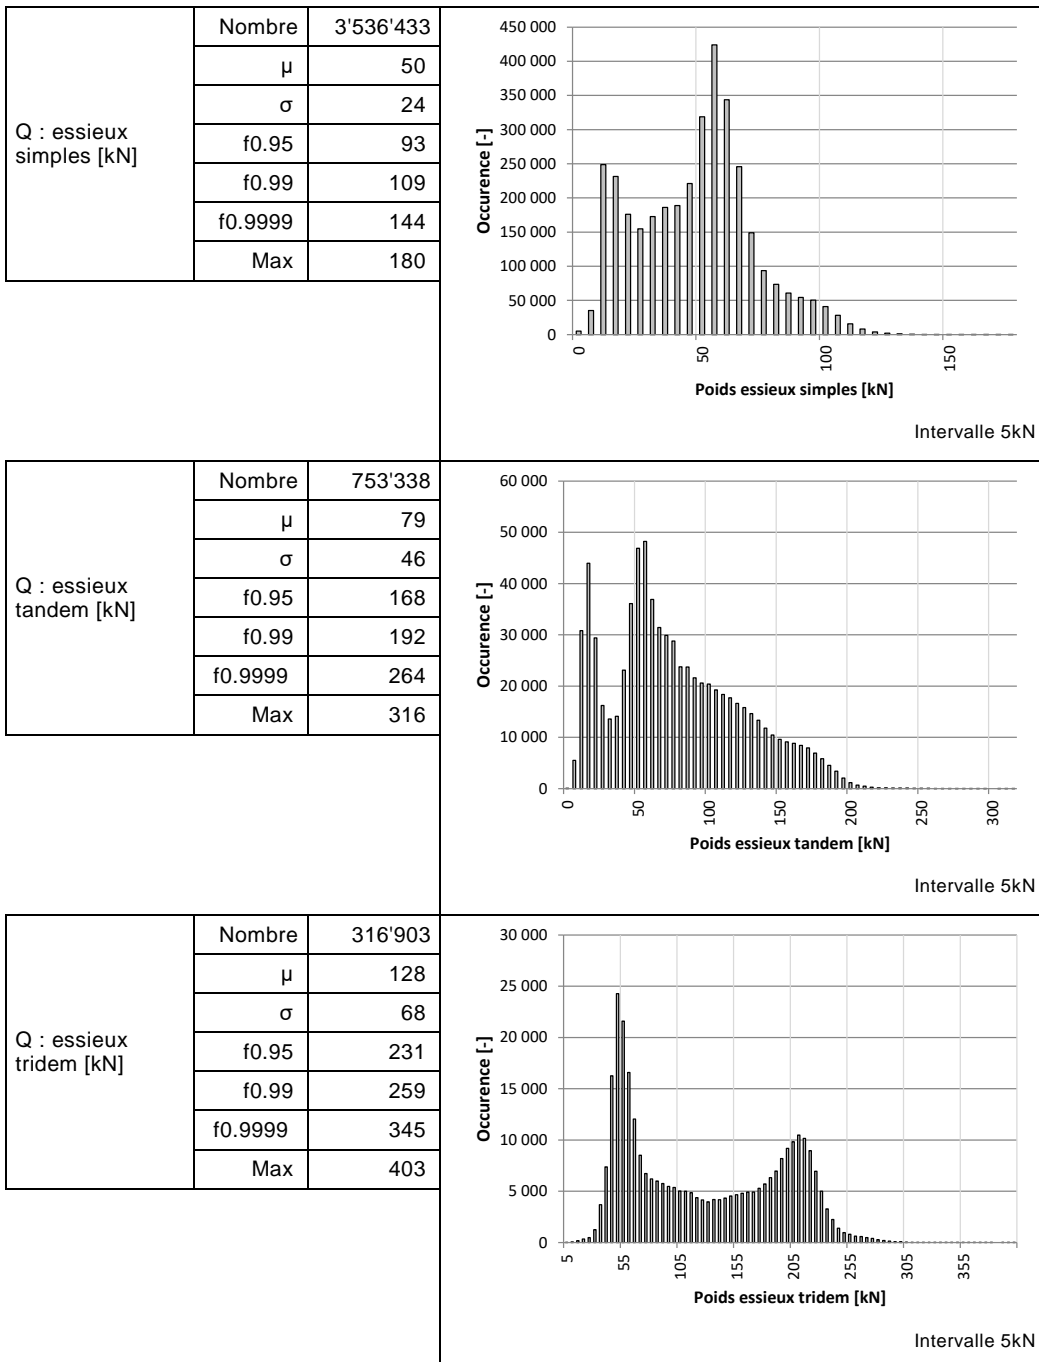 Q : essieux
simples [kN]
Nombre 3'536'433
µ 50
σ 24
f0.95 93
f0.99 109
f0.9999 144
Max 180
Occurence [-]
450 000
400 000
350 000
300 000
250 000
200 000
150 000
100 000
50 000
0
0 50 100 150
Poids essieux simples [kN]
Intervalle 5kN
Q : essieux
tandem [kN]
Nombre 753'338
µ 79
σ 46
f0.95 168
f0.99 192
f0.9999 264
Max 316
Occurence [-]
60 000
50 000
40 000
30 000
20 000
10 000
0
0 50 100 150 200 250 300
Poids essieux tandem [kN]
Intervalle 5kN
Q : essieux
tridem [kN]
Nombre 316'903
µ 128
σ 68
f0.95 231
f0.99 259
f0.9999 345
Max 403
Occurence [-]
30 000
25 000
20 000
15 000
10 000
5 000
0
5 55 105 155 205 255 305 355
Poids essieux tridem [kN]
Intervalle 5kN